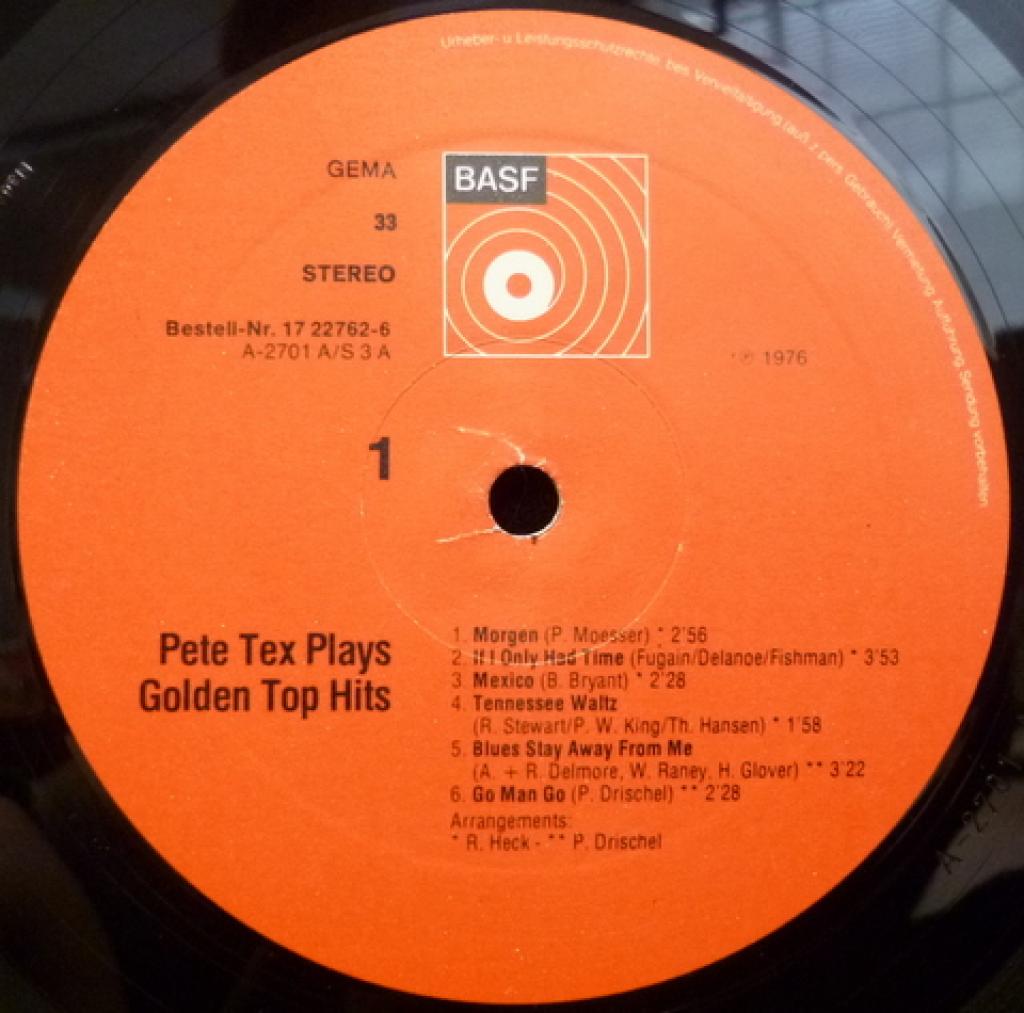 Urheber- u. Leistungsschutzrechte, bes. Vervielfältigung (auß. z. pers. Gebrauch) Vermietung, Aufführung, Sendung vorbehalten
GEMA
BASF
33
STEREO
Bestell-Nr. 17 22762-6
A-2701 A/S 3 A
℗ 1976
1
Pete Tex Plays
Golden Top Hits
1. Morgen (P. Moesser) * 2'56
2. If I Only Had Time (Fugain/Delanoe/Fishman) * 3'53
3. Mexico (B. Bryant) * 2'28
4. Tennessee Waltz
(R. Stewart/P. W. King/Th. Hansen) * 1'58
5. Blues Stay Away From Me
(A. + R. Delmore, W. Raney, H. Glover) ** 3'22
6. Go Man Go (P. Drischel) ** 2'28
Arrangements:
* R. Heck - ** P. Drischel